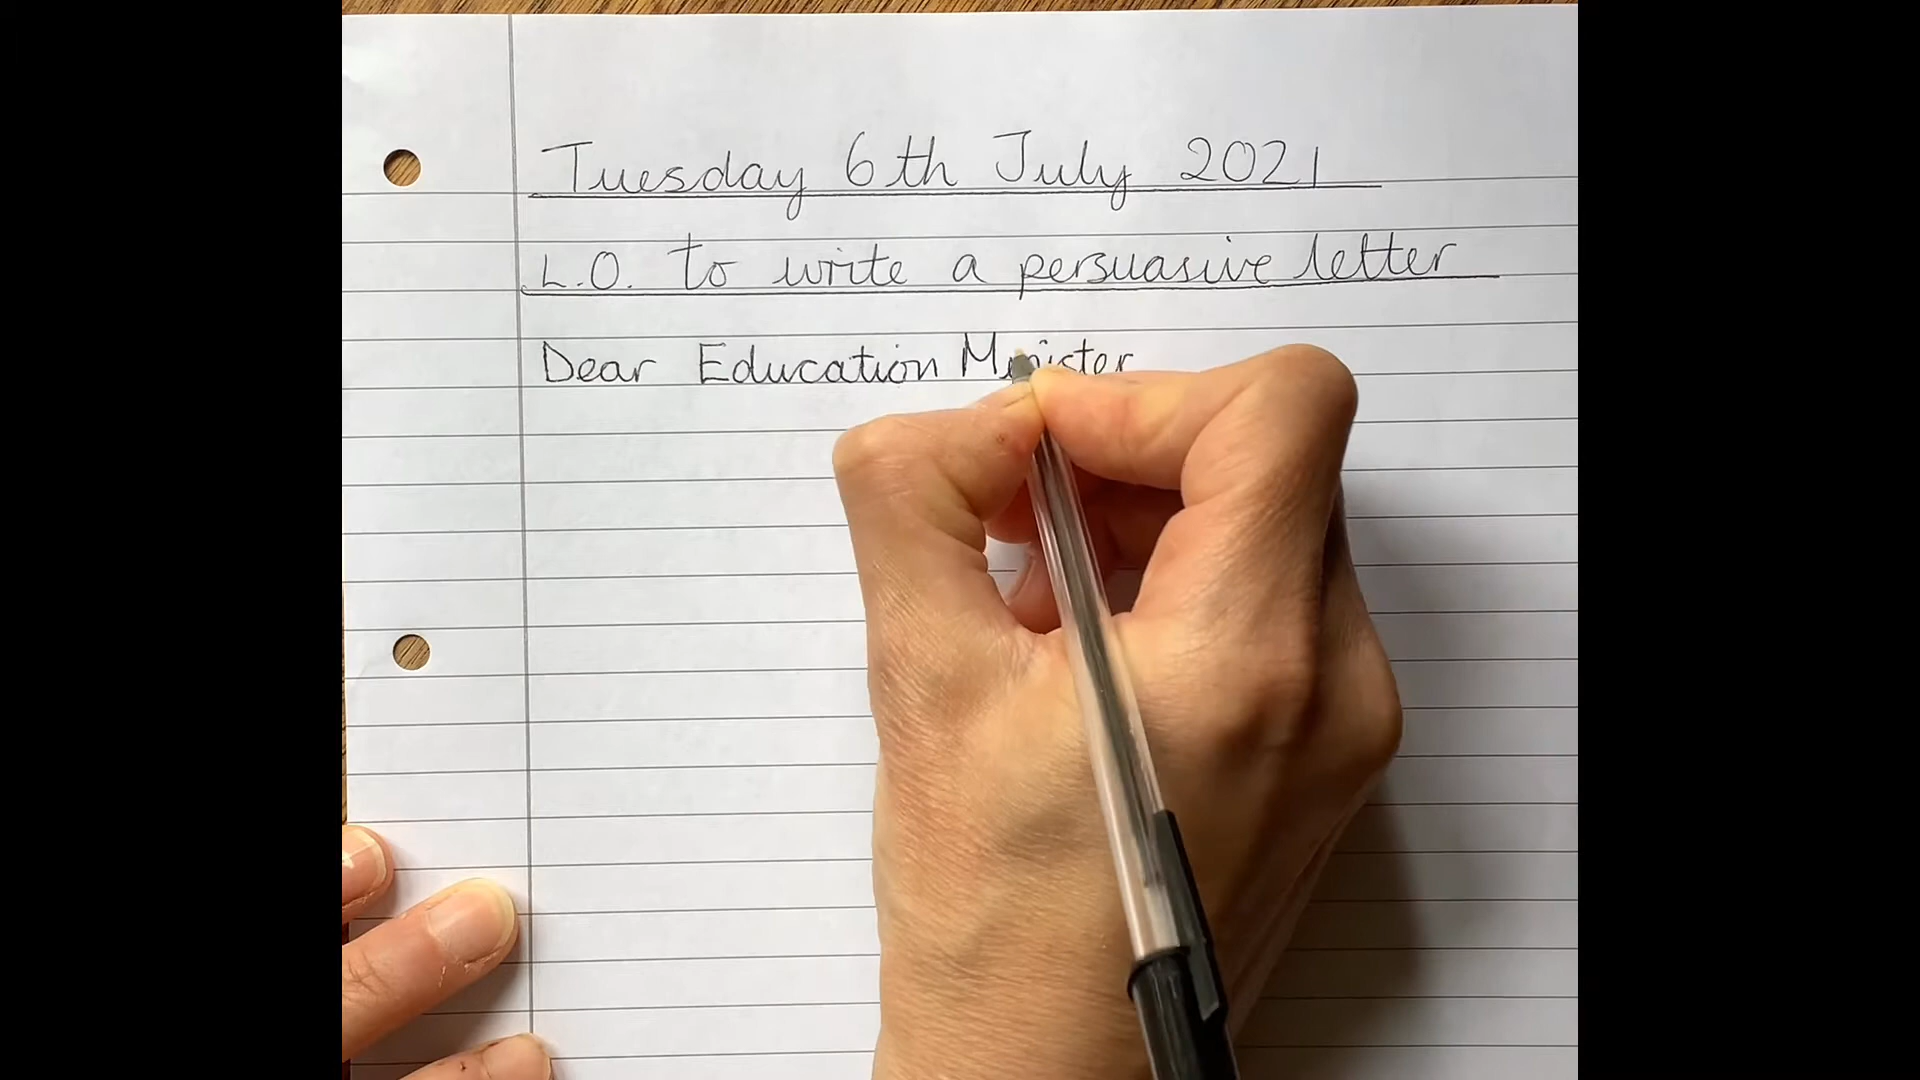 Tuesday 6th July 2021
L.O. to write a persuasive letter
Dear Education Minister